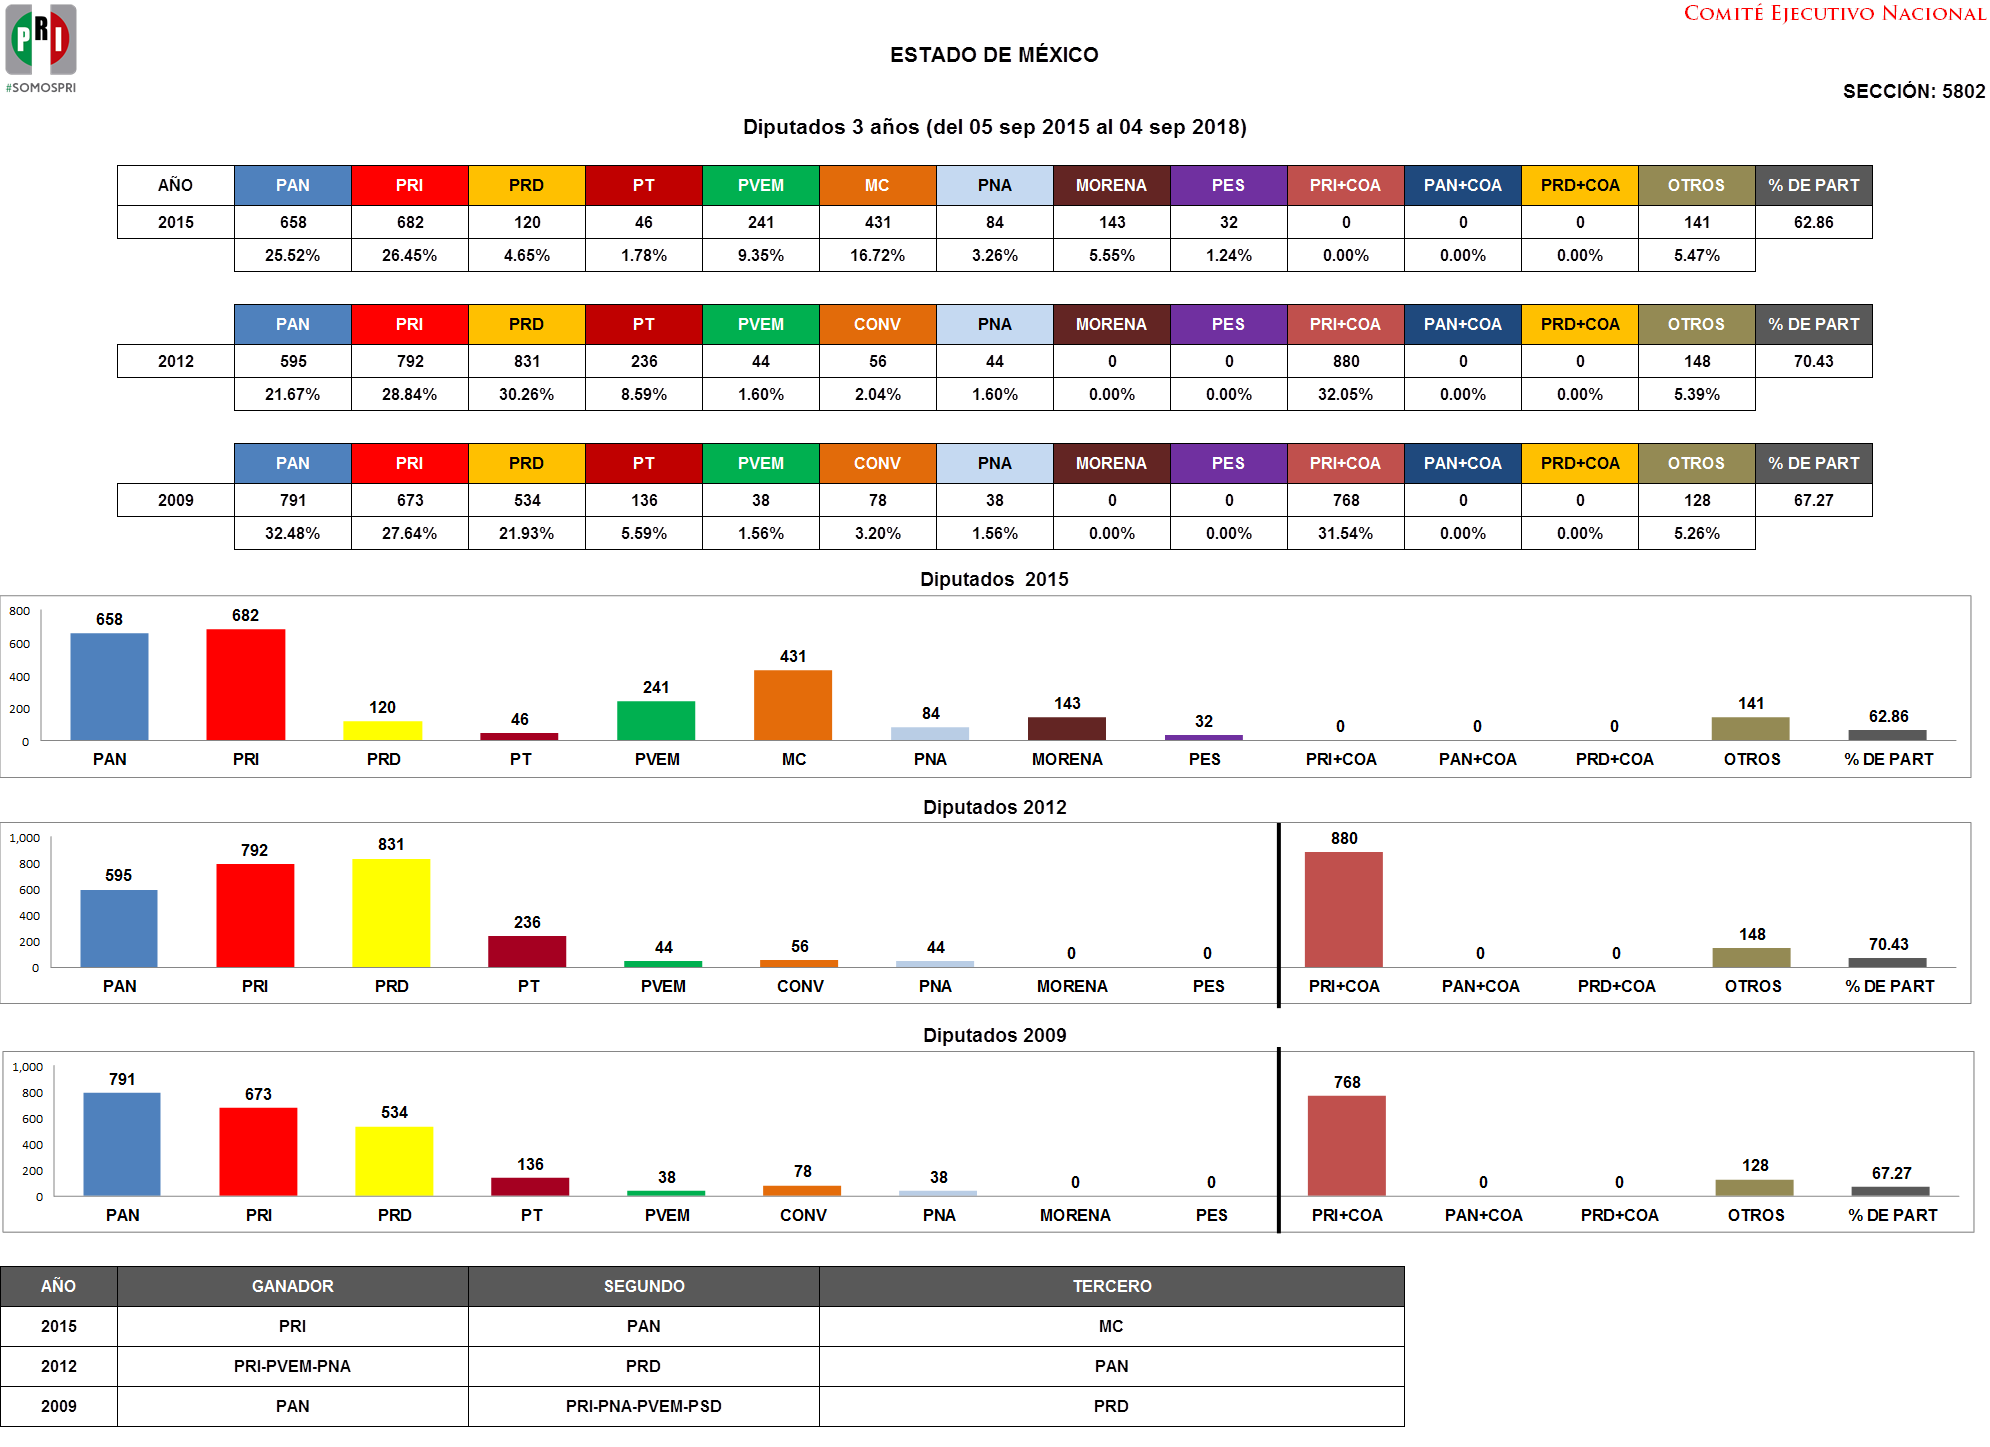 PRI
#SOMOSPRI
COMITÉ EJECUTIVO NACIONAL
ESTADO DE MÉXICO
SECCIÓN: 5802
Diputados 3 años (del 05 sep 2015 al 04 sep 2018)
AÑO PAN PRI PRD PT PVEM MC PNA MORENA PES PRI+COA PAN+COA PRD+COA OTROS % DE PART
2015 658 682 120 46 241 431 84 143 32 0 0 0 141 62.86
25.52% 26.45% 4.65% 1.78% 9.35% 16.72% 3.26% 5.55% 1.24% 0.00% 0.00% 0.00% 5.47%
PAN PRI PRD PT PVEM CONV PNA MORENA PES PRI+COA PAN+COA PRD+COA OTROS % DE PART
2012 595 792 831 236 44 56 44 0 0 880 0 0 148 70.43
21.67% 28.84% 30.26% 8.59% 1.60% 2.04% 1.60% 0.00% 0.00% 32.05% 0.00% 0.00% 5.39%
PAN PRI PRD PT PVEM CONV PNA MORENA PES PRI+COA PAN+COA PRD+COA OTROS % DE PART
2009 791 673 534 136 38 78 38 0 0 768 0 0 128 67.27
32.48% 27.64% 21.93% 5.59% 1.56% 3.20% 1.56% 0.00% 0.00% 31.54% 0.00% 0.00% 5.26%
Diputados 2015
800
600
400
200
0
658 682 120 46 241 431 84 143 32 0 0 0 141 62.86
PAN PRI PRD PT PVEM MC PNA MORENA PES PRI+COA PAN+COA PRD+COA OTROS % DE PART
Diputados 2012
1,000
800
600
400
200
0
595 792 831 236 44 56 44 0 0 880 0 0 148 70.43
PAN PRI PRD PT PVEM CONV PNA MORENA PES PRI+COA PAN+COA PRD+COA OTROS % DE PART
Diputados 2009
1,000
800
600
400
200
0
791 673 534 136 38 78 38 0 0 768 0 0 128 67.27
PAN PRI PRD PT PVEM CONV PNA MORENA PES PRI+COA PAN+COA PRD+COA OTROS % DE PART
AÑO GANADOR SEGUNDO TERCERO
2015 PRI PAN MC
2012 PRI-PVEM-PNA PRD PAN
2009 PAN PRI-PNA-PVEM-PSD PRD